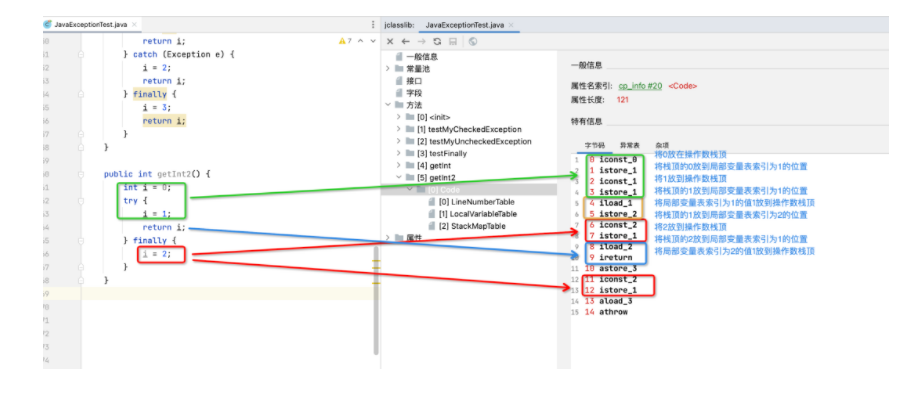 JavaExceptionTest.java ×
return i;
7
} catch (Exception e) {
i = 2;
return i;
} finally {
i = 3;
return i;
}
}
public int getInt2() {
int i = 0;
try {
i = 1;
return i;
} finally {
i = 2;
}
}
jclasslib: JavaExceptionTest.java ×
一般信息
常量池
接口
字段
方法
[0] <init>
[1] testMyCheckedException
[2] testMyUncheckedException
[3] testFinally
[4] getInt
[5] getInt2
[0] Code
[0] LineNumberTable
[1] LocalVariableTable
[2] StackMapTable
属性
一般信息
属性名索引: cp_info #20 <Code>
属性长度: 121
特有信息
字节码 异常表 杂项
1 0 iconst_0 将0放在操作数栈顶
2 1 istore_1 将栈顶的0放到局部变量表索引为1的位置
3 2 iconst_1 将1放到操作数栈顶
4 3 istore_1 将栈顶的1放到局部变量表索引为1的位置
5 4 iload_1 将局部变量表索引为1的值1放到操作数栈顶
6 5 istore_2 将栈顶的1放到局部变量表索引为2的位置
7 6 iconst_2 将2放到操作数栈顶
8 7 istore_1 将栈顶的2放到局部变量表索引为1的位置
9 8 iload_2 将局部变量表索引为2的值1放到操作数栈顶
10 9 ireturn
11 10 astore_3
12 11 iconst_2
13 12 istore_1
14 13 aload_3
15 14 athrow